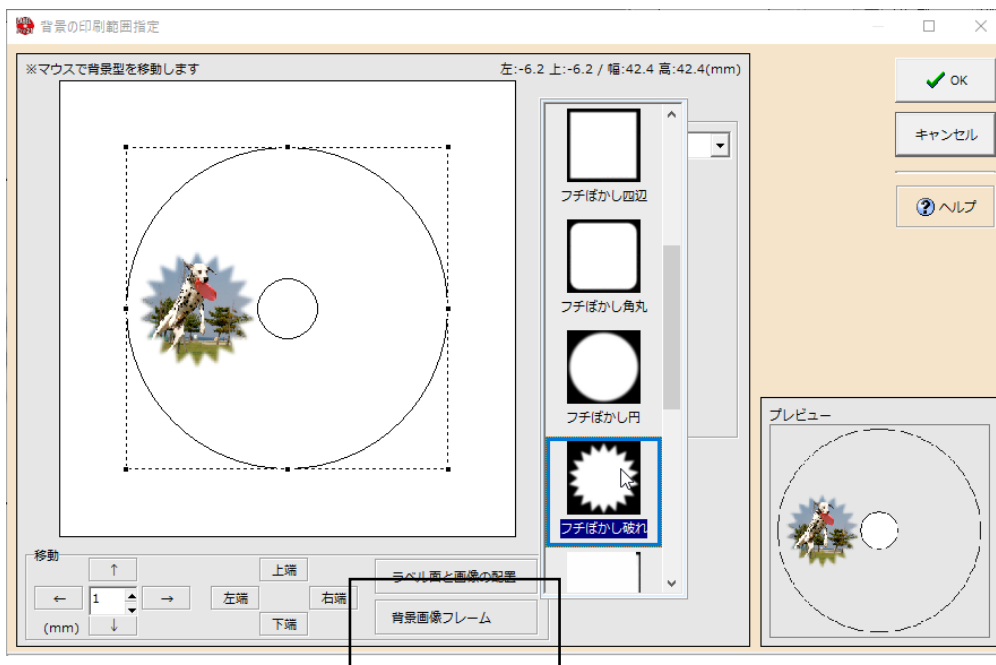 背景の印刷範囲指定
※マウスで背景型を移動します
左:-6.2 上:-6.2 / 幅:42.4 高:42.4(mm)
OK
キャンセル
ヘルプ
フチぼかし四辺
フチぼかし角丸
フチぼかし円
フチぼかし破れ
プレビュー
移動
↑
上端
ラベル面と画像の配置
←
1
→
左端
右端
背景画像フレーム
(mm)
↓
下端